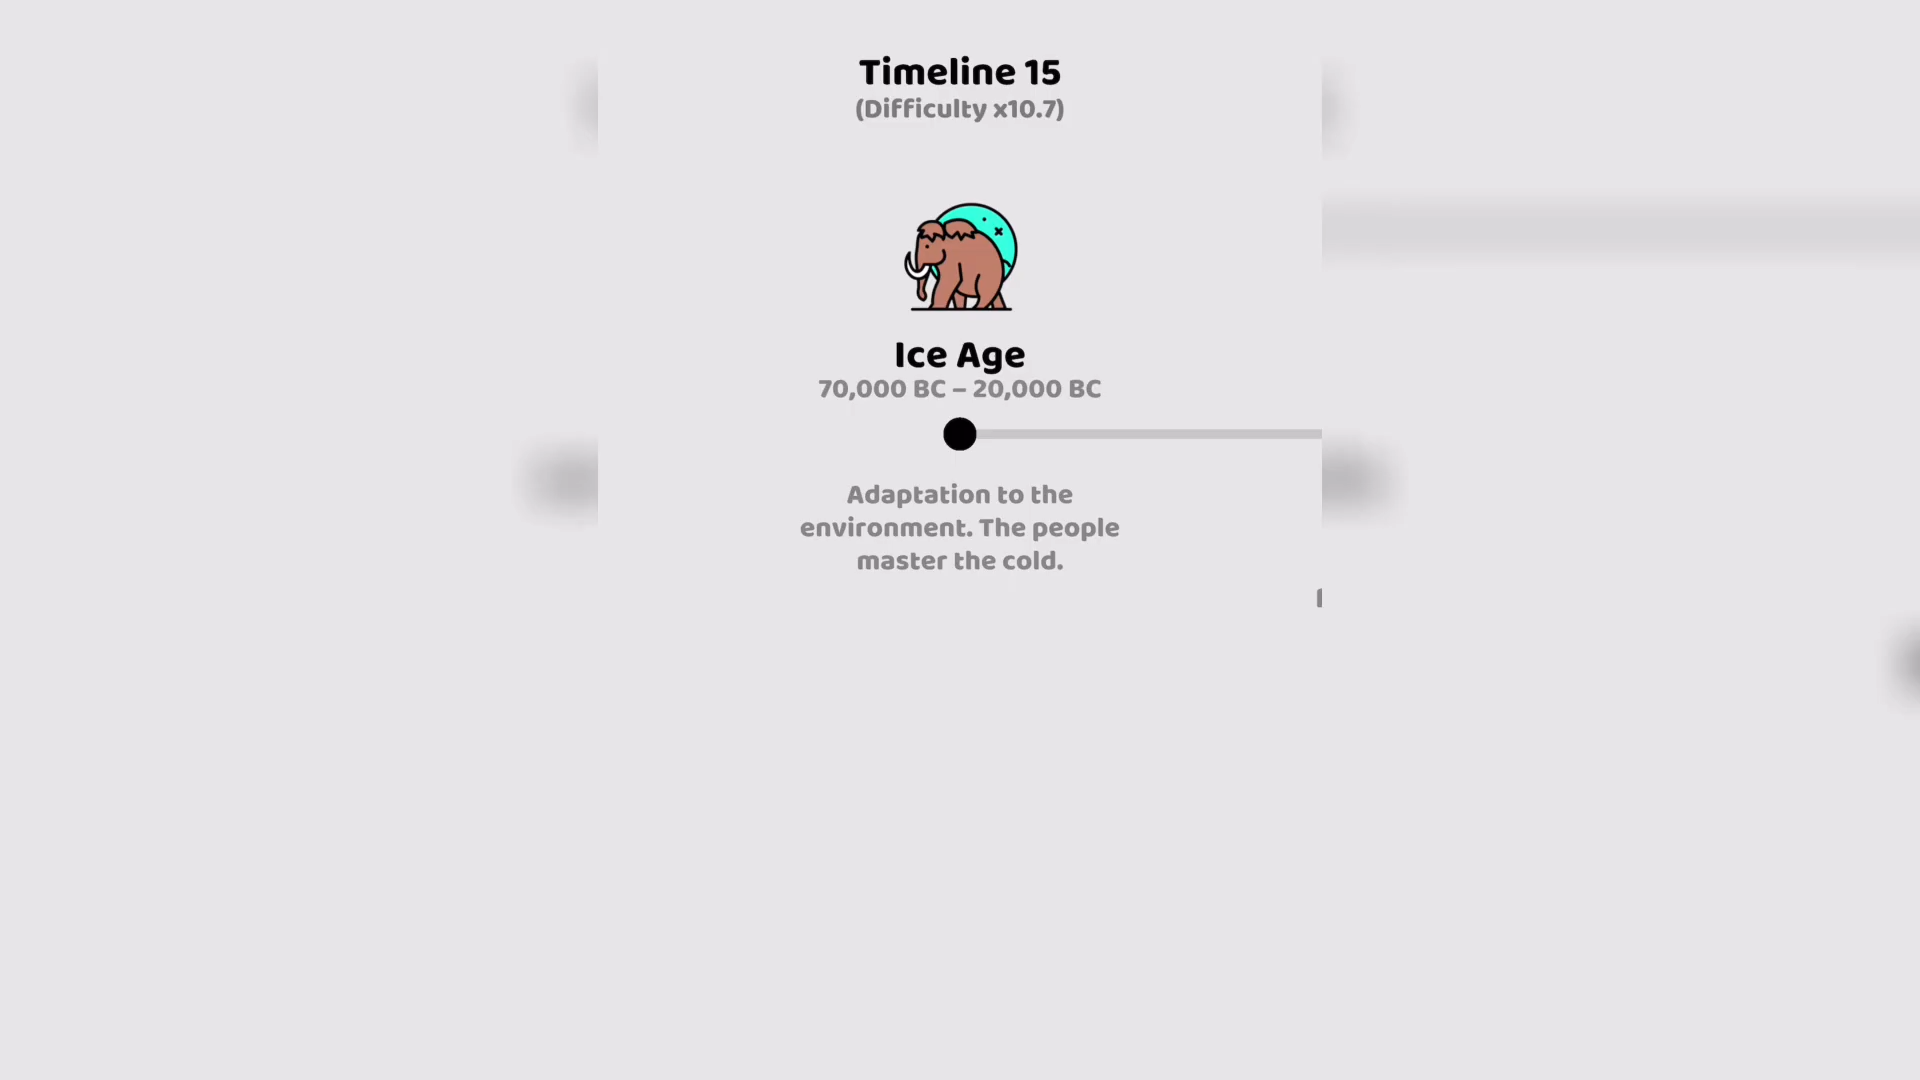 Timeline 15
(Difficulty x10.7)
Ice Age
70,000 BC – 20,000 BC
Adaptation to the
environment. The people
master the cold.